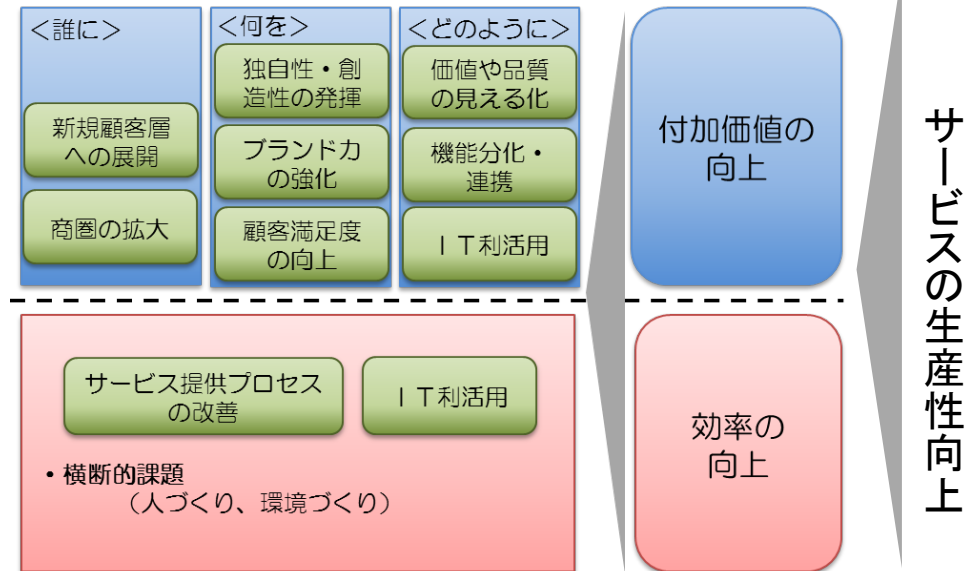 ＜誰に＞
新規顧客層
への展開
商圏の拡大
＜何を＞
独自性・創
造性の発揮
ブランド力
の強化
顧客満足度
の向上
＜どのように＞
価値や品質
の見える化
機能分化・
連携
ＩＴ利活用
付加価値の
向上
サービス提供プロセス
の改善
ＩＴ利活用
・横断的課題
（人づくり、環境づくり）
効率の
向上
サービスの生産性向上